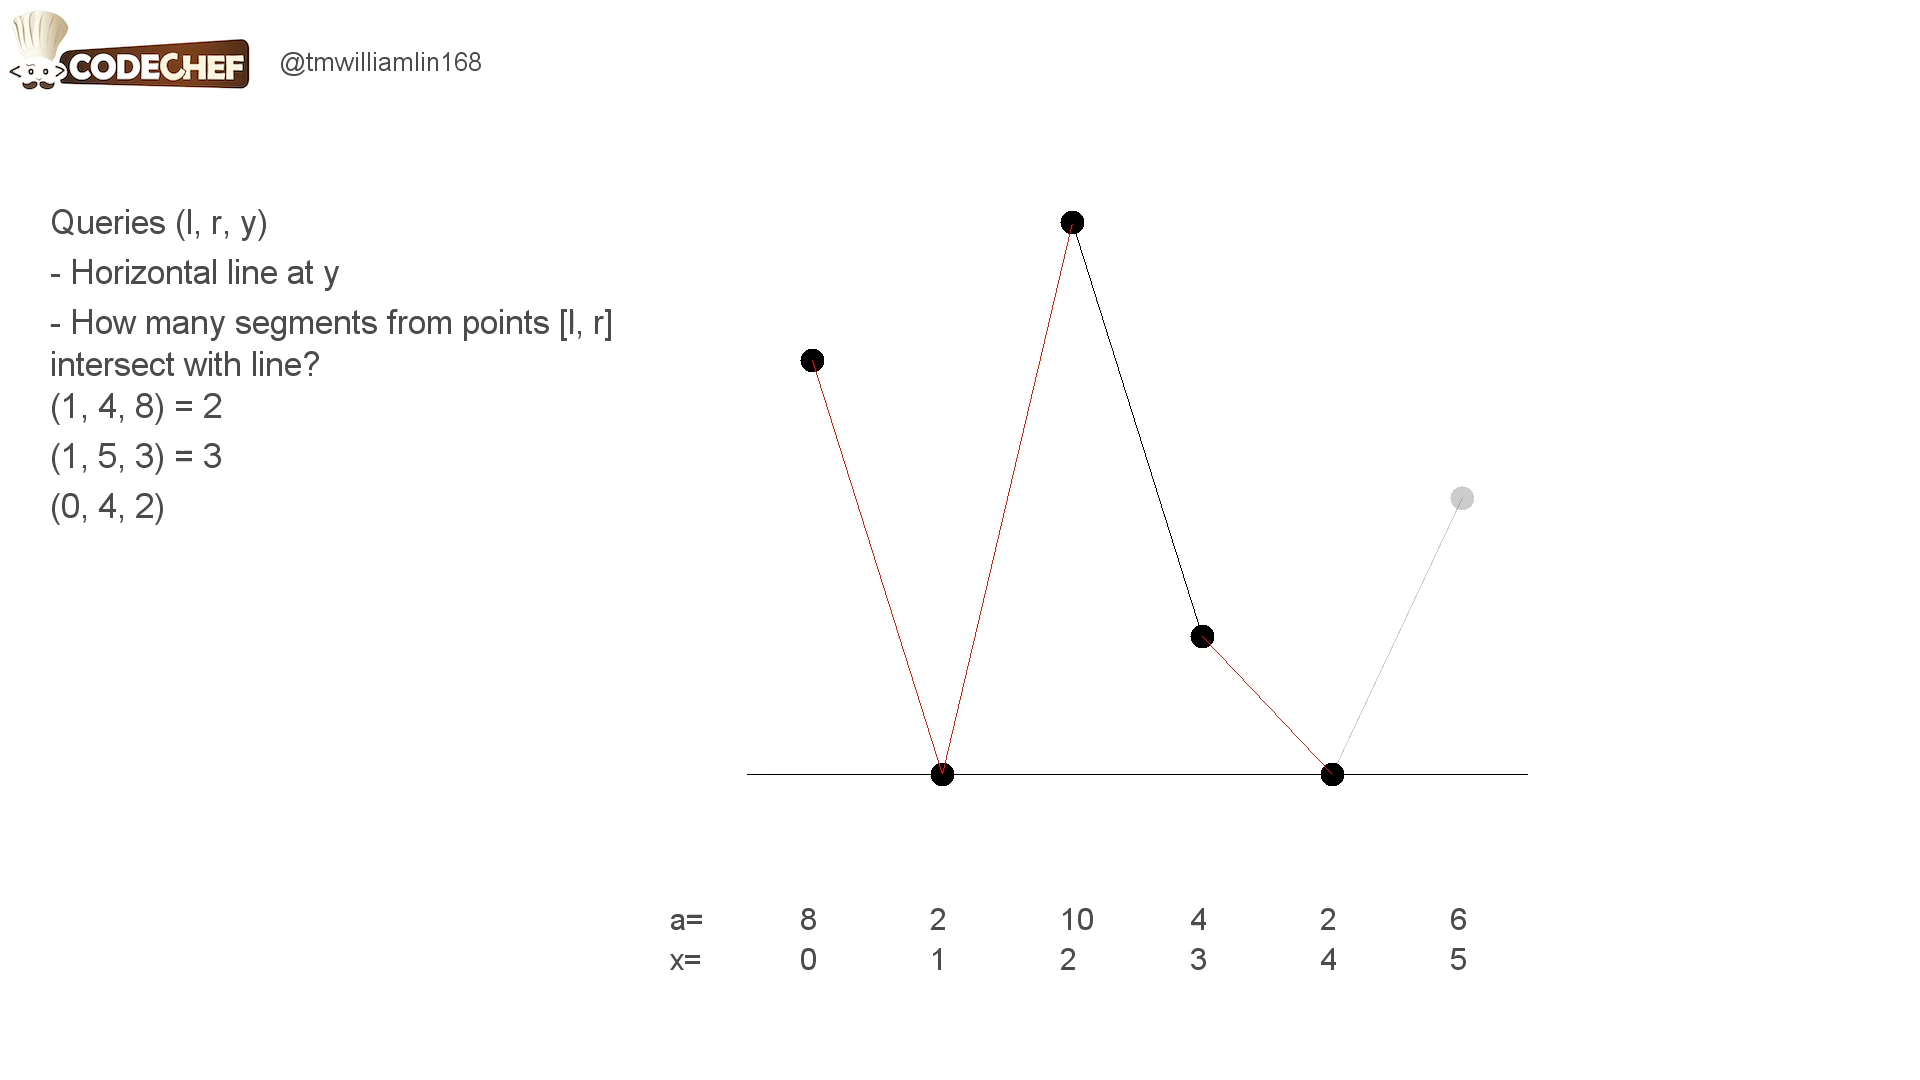 CODECHEF
@tmwilliamlin168
Queries (l, r, y)
- Horizontal line at y
- How many segments from points [l, r]
intersect with line?
(1, 4, 8) = 2
(1, 5, 3) = 3
(0, 4, 2)
a= 8 2 10 4 2 6
x= 0 1 2 3 4 5